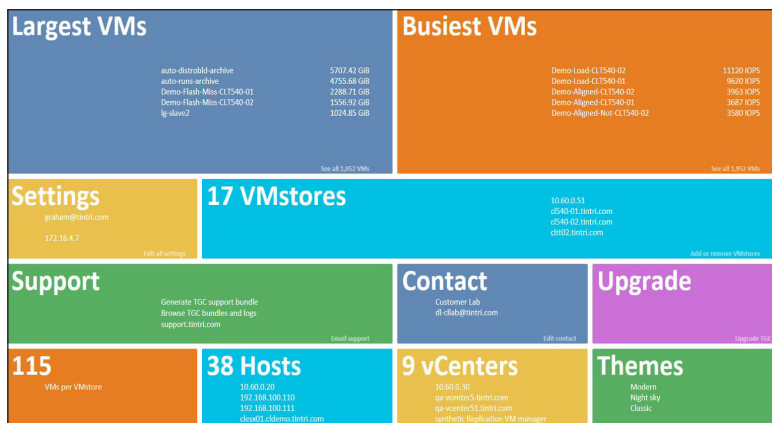 Largest VMs
auto-distrobld-archive 5707.42 GiB
auto-runs-archive 4755.68 GiB
Demo-Flash-Miss-CLT540-01 2288.71 GiB
Demo-Flash-Miss-CLT540-02 1556.92 GiB
lg-slave2 1024.85 GiB
See all 1,952 VMs
Busiest VMs
Demo-Load-CLT540-02 11120 IOPS
Demo-Load-CLT540-01 9620 IOPS
Demo-Aligned-CLT540-02 3963 IOPS
Demo-Aligned-CLT540-01 3687 IOPS
Demo-Aligned-Not-CLT540-02 3580 IOPS
See all 1,952 VMs
Settings
graham@tintri.com
172.16.4.7
Edit all settings
17 VMstores
10.60.0.51
cl540-01.tintri.com
cl540-02.tintri.com
cltt02.tintri.com
Add or remove VMstores
Support
Generate TGC support bundle
Browse TGC bundles and logs
support.tintri.com
Email support
Contact
Customer Lab
dl-cllab@tintri.com
Edit contact
Upgrade
Upgrade TGC
115
VMs per VMstore
38 Hosts
10.60.0.20
192.168.100.110
192.168.100.111
clesx01.cldemo.tintri.com
9 vCenters
10.60.0.30
qa-vcenter5.tintri.com
qa-vcenter51.tintri.com
synthetic Replication VM manager
Themes
Modern
Night sky
Classic